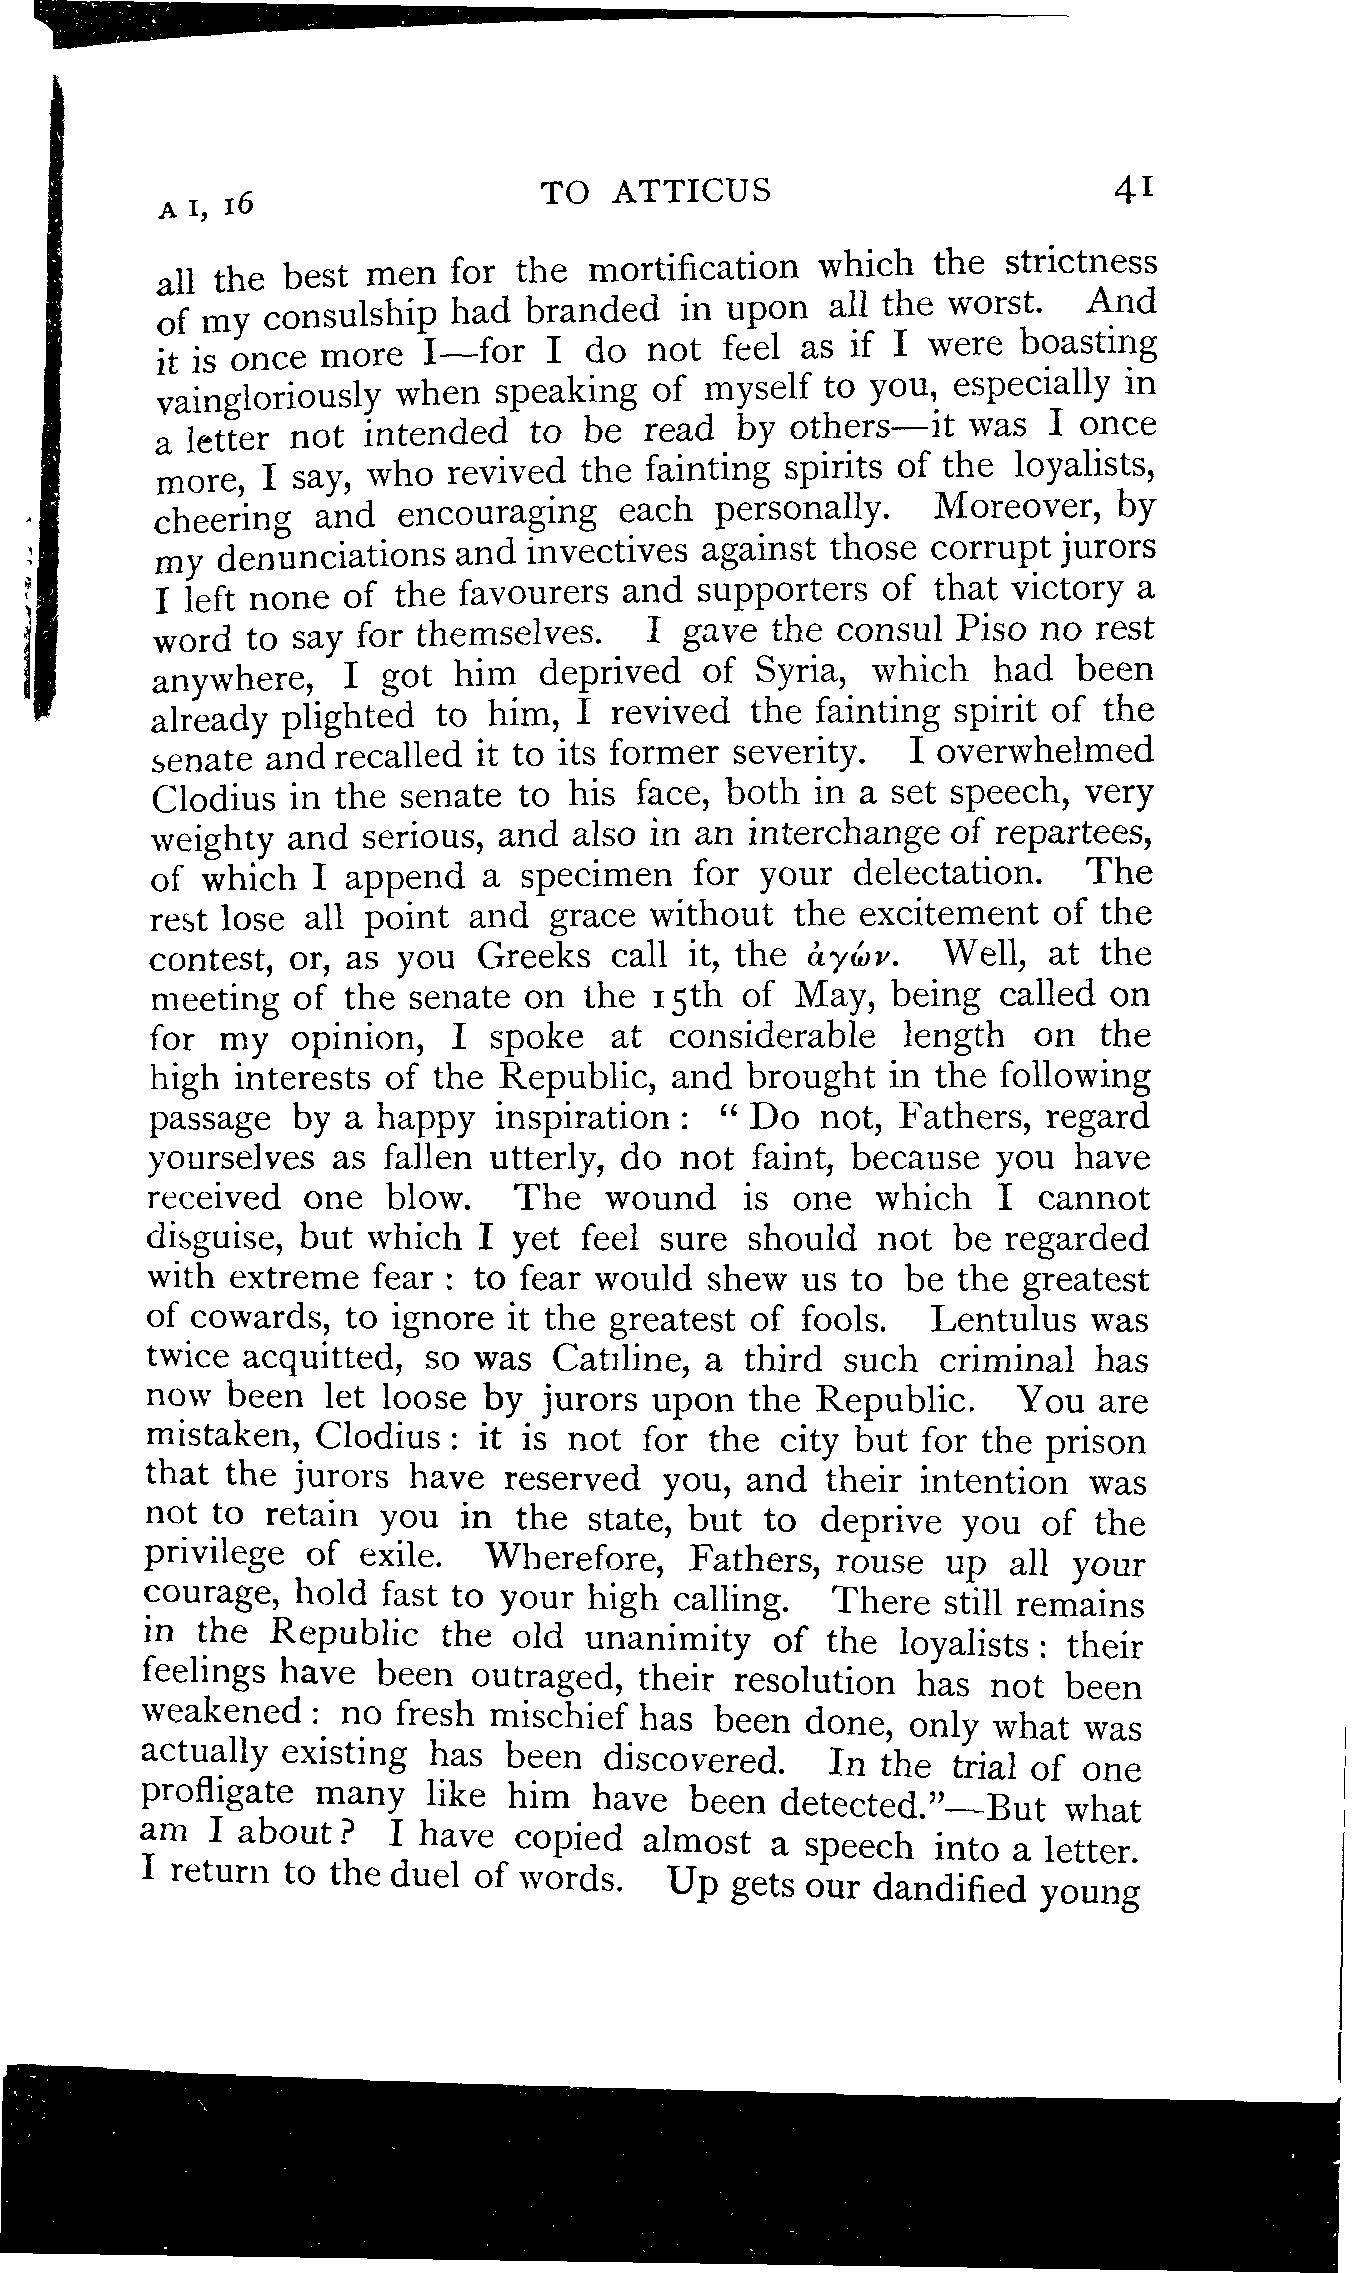 A I, 16 TO ATTICUS 41
all the best men for the mortification which the strictness
of my consulship had branded in upon all the worst. And
it is once more I—for I do not feel as if I were boasting
vaingloriously when speaking of myself to you, especially in
a letter not intended to be read by others—it was I once
more, I say, who revived the fainting spirits of the loyalists,
cheering and encouraging each personally. Moreover, by
my denunciations and invectives against those corrupt jurors
I left none of the favourers and supporters of that victory a
word to say for themselves. I gave the consul Piso no rest
anywhere, I got him deprived of Syria, which had been
already plighted to him, I revived the fainting spirit of the
senate and recalled it to its former severity. I overwhelmed
Clodius in the senate to his face, both in a set speech, very
weighty and serious, and also in an interchange of repartees,
of which I append a specimen for your delectation. The
rest lose all point and grace without the excitement of the
contest, or, as you Greeks call it, the ἀγών. Well, at the
meeting of the senate on the 15th of May, being called on
for my opinion, I spoke at considerable length on the
high interests of the Republic, and brought in the following
passage by a happy inspiration : “ Do not, Fathers, regard
yourselves as fallen utterly, do not faint, because you have
received one blow. The wound is one which I cannot
disguise, but which I yet feel sure should not be regarded
with extreme fear : to fear would shew us to be the greatest
of cowards, to ignore it the greatest of fools. Lentulus was
twice acquitted, so was Catiline, a third such criminal has
now been let loose by jurors upon the Republic. You are
mistaken, Clodius : it is not for the city but for the prison
that the jurors have reserved you, and their intention was
not to retain you in the state, but to deprive you of the
privilege of exile. Wherefore, Fathers, rouse up all your
courage, hold fast to your high calling. There still remains
in the Republic the old unanimity of the loyalists : their
feelings have been outraged, their resolution has not been
weakened : no fresh mischief has been done, only what was
actually existing has been discovered. In the trial of one
profligate many like him have been detected.”—But what
am I about ? I have copied almost a speech into a letter.
I return to the duel of words. Up gets our dandified young